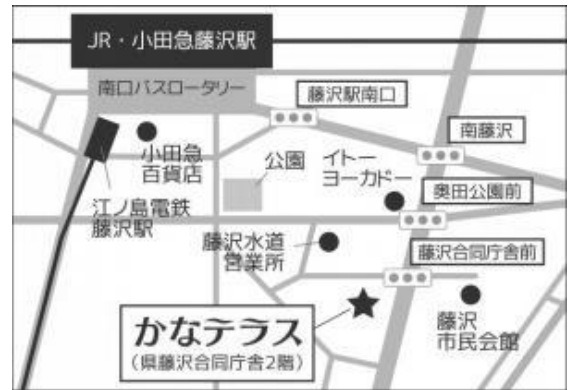 JR・小田急藤沢駅
南口バスロータリー
藤沢駅南口
南藤沢
小田急
百貨店
公園
イトー
ヨーカドー
奥田公園前
江ノ島電鉄
藤沢駅
藤沢水道
営業所
藤沢合同庁舎前
かなテラス
(県藤沢合同庁舎2階)
藤沢
市民会館